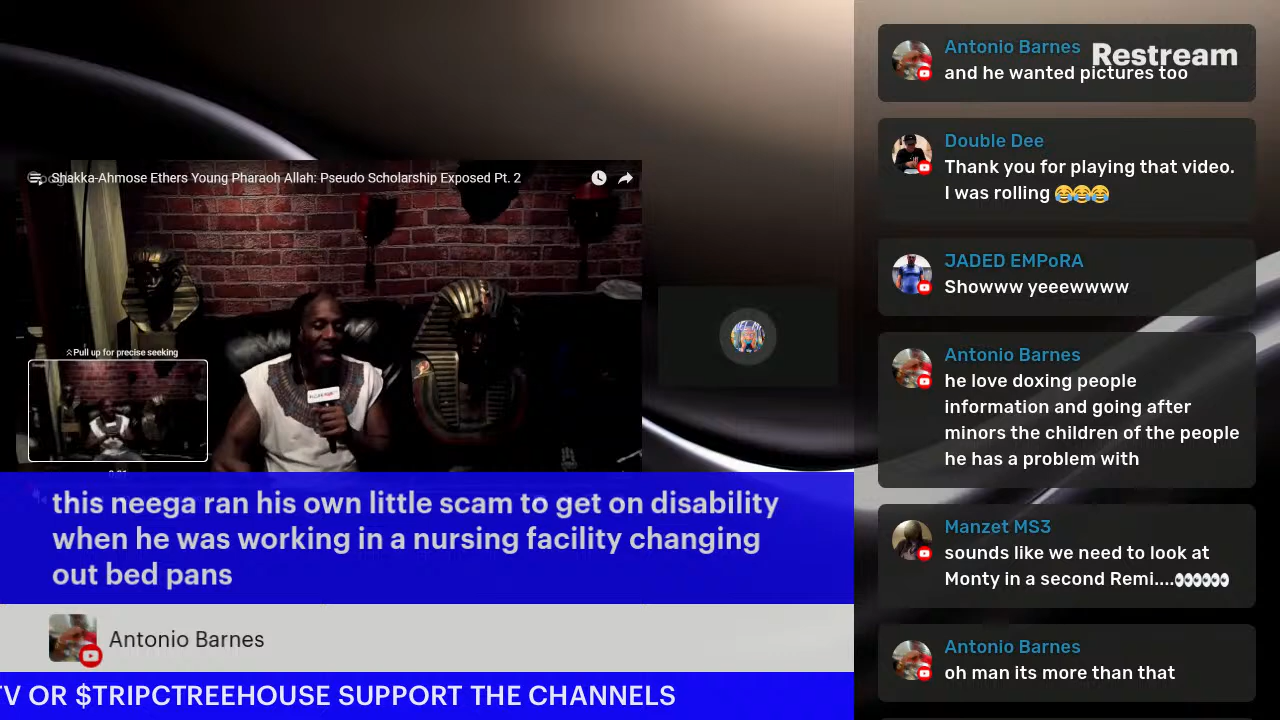 Shakka-Ahmose Ethers Young Pharaoh Allah: Pseudo Scholarship Exposed Pt. 2
Pull up for precise seeking
this neega ran his own little scam to get on disability
when he was working in a nursing facility changing
out bed pans
Antonio Barnes
TV OR $TRIPCTREEHOUSE SUPPORT THE CHANNELS
Restream
Antonio Barnes
and he wanted pictures too
Double Dee
Thank you for playing that video.
I was rolling 😂😂😂
JADED EMPoRA
Showww yeeewwww
Antonio Barnes
he love doxing people
information and going after
minors the children of the people
he has a problem with
Manzet MS3
sounds like we need to look at
Monty in a second Remi....👀👀👀
Antonio Barnes
oh man its more than that